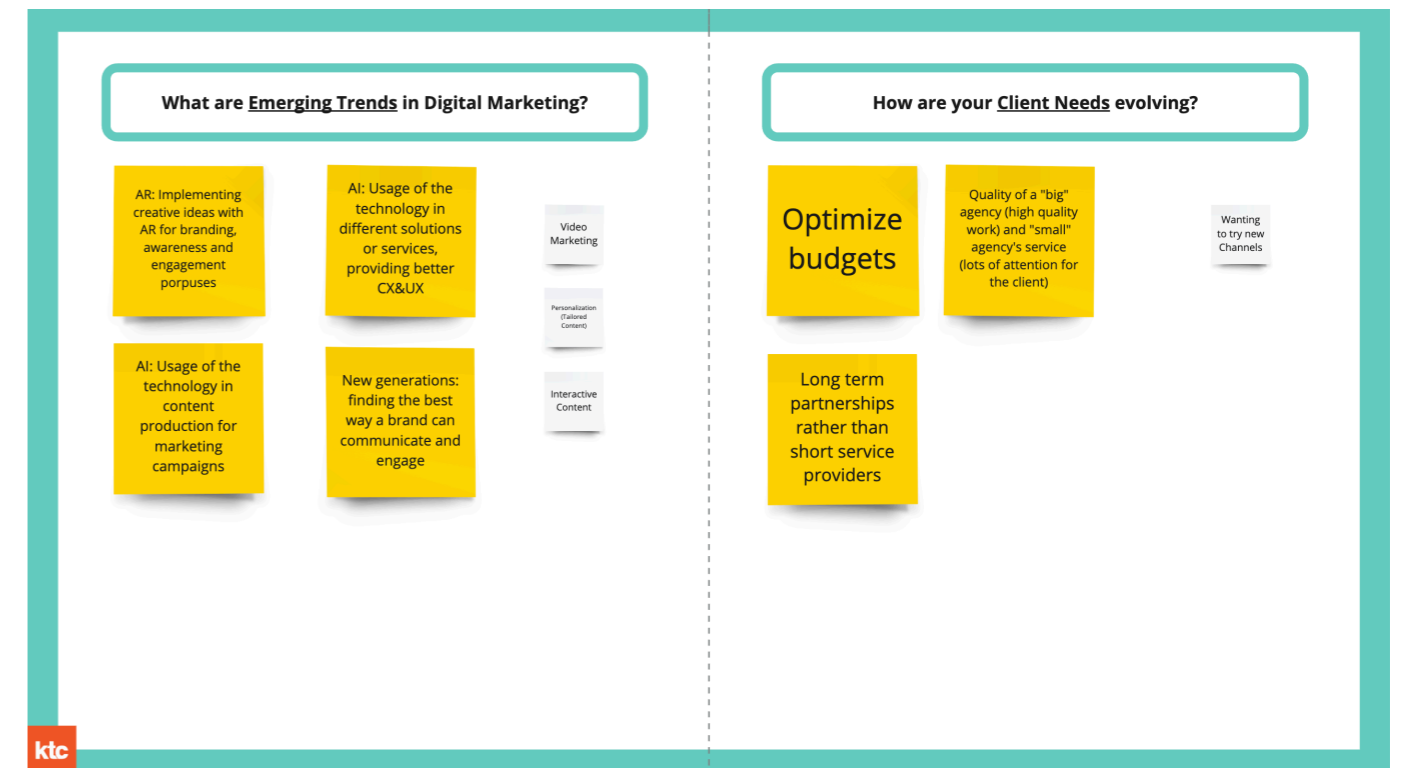 What are Emerging Trends in Digital Marketing?
AR: Implementing
creative ideas with
AR for branding,
awareness and
engagement
porpuses
AI: Usage of the
technology in
different solutions
or services,
providing better
CX&UX
Video
Marketing
Personalization
(Tailored
Content)
AI: Usage of the
technology in
content
production for
marketing
campaigns
New generations:
finding the best
way a brand can
communicate and
engage
Interactive
Content
How are your Client Needs evolving?
Optimize
budgets
Quality of a "big"
agency (high quality
work) and "small"
agency's service
(lots of attention for
the client)
Wanting
to try new
Channels
Long term
partnerships
rather than
short service
providers
ktc